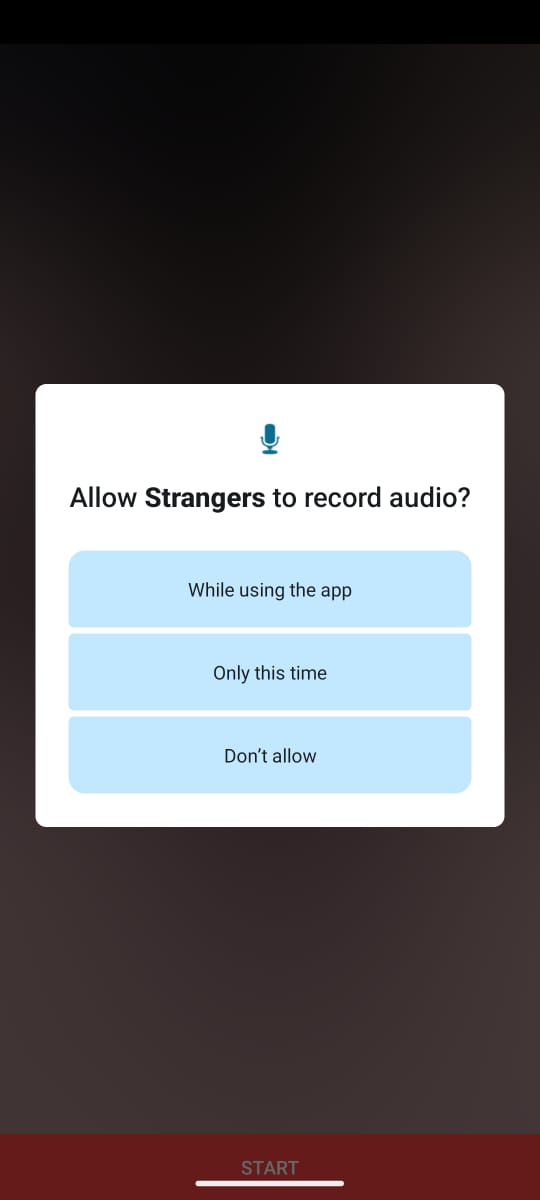 Allow Strangers to record audio?
While using the app
Only this time
Don’t allow
START